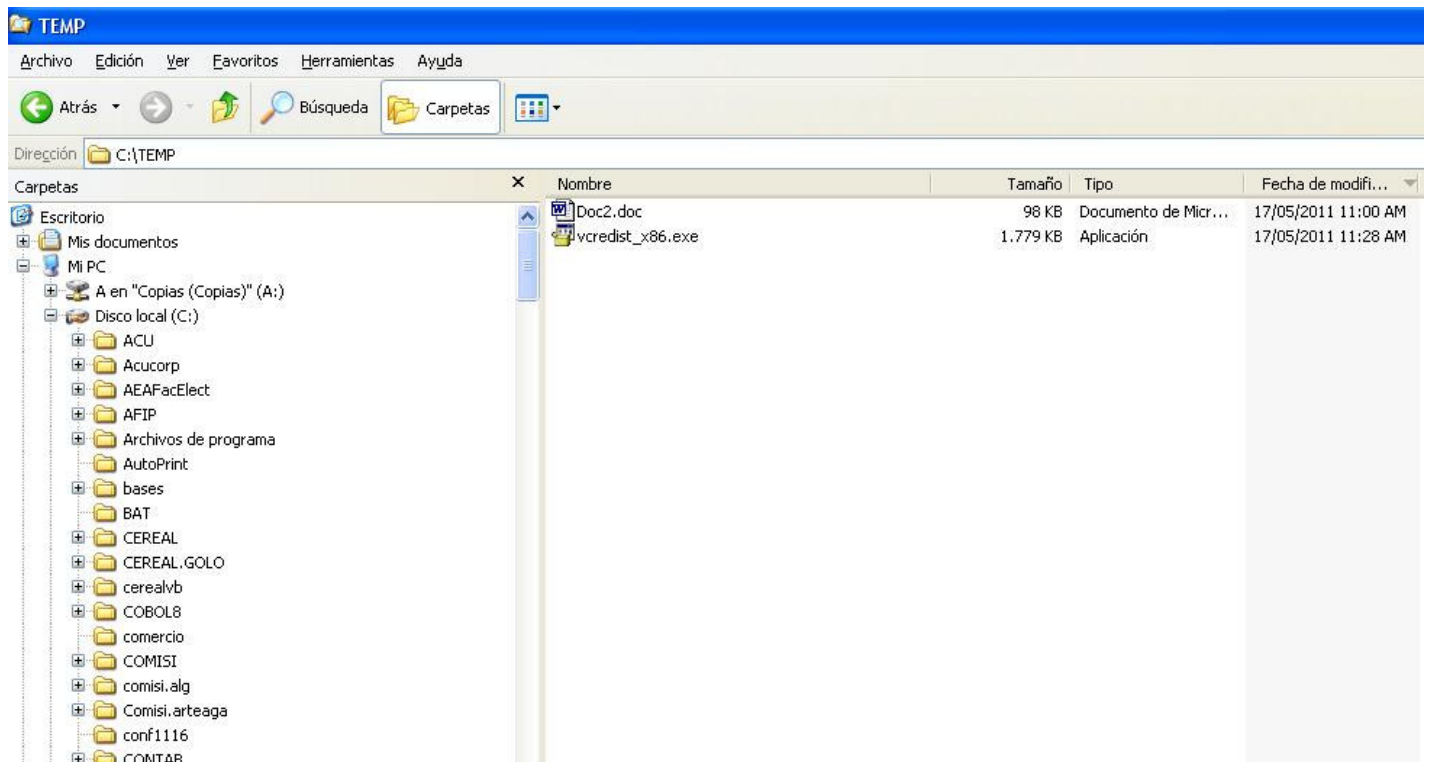 TEMP
Archivo Edición Ver Favoritos Herramientas Ayuda
Atrás Búsqueda Carpetas
Dirección C:\TEMP
Carpetas
Escritorio
Mis documentos
Mi PC
A en "Copias (Copias)" (A:)
Disco local (C:)
ACU
Acucorp
AEAFacElect
AFIP
Archivos de programa
AutoPrint
bases
BAT
CEREAL
CEREAL.GOLO
cerealvb
COBOL8
comercio
COMISI
comisi.alg
Comisi.arteaga
conf1116
CONTAB
Nombre Tamaño Tipo Fecha de modifi...
Doc2.doc 98 KB Documento de Micr... 17/05/2011 11:00 AM
vcredist_x86.exe 1.779 KB Aplicación 17/05/2011 11:28 AM